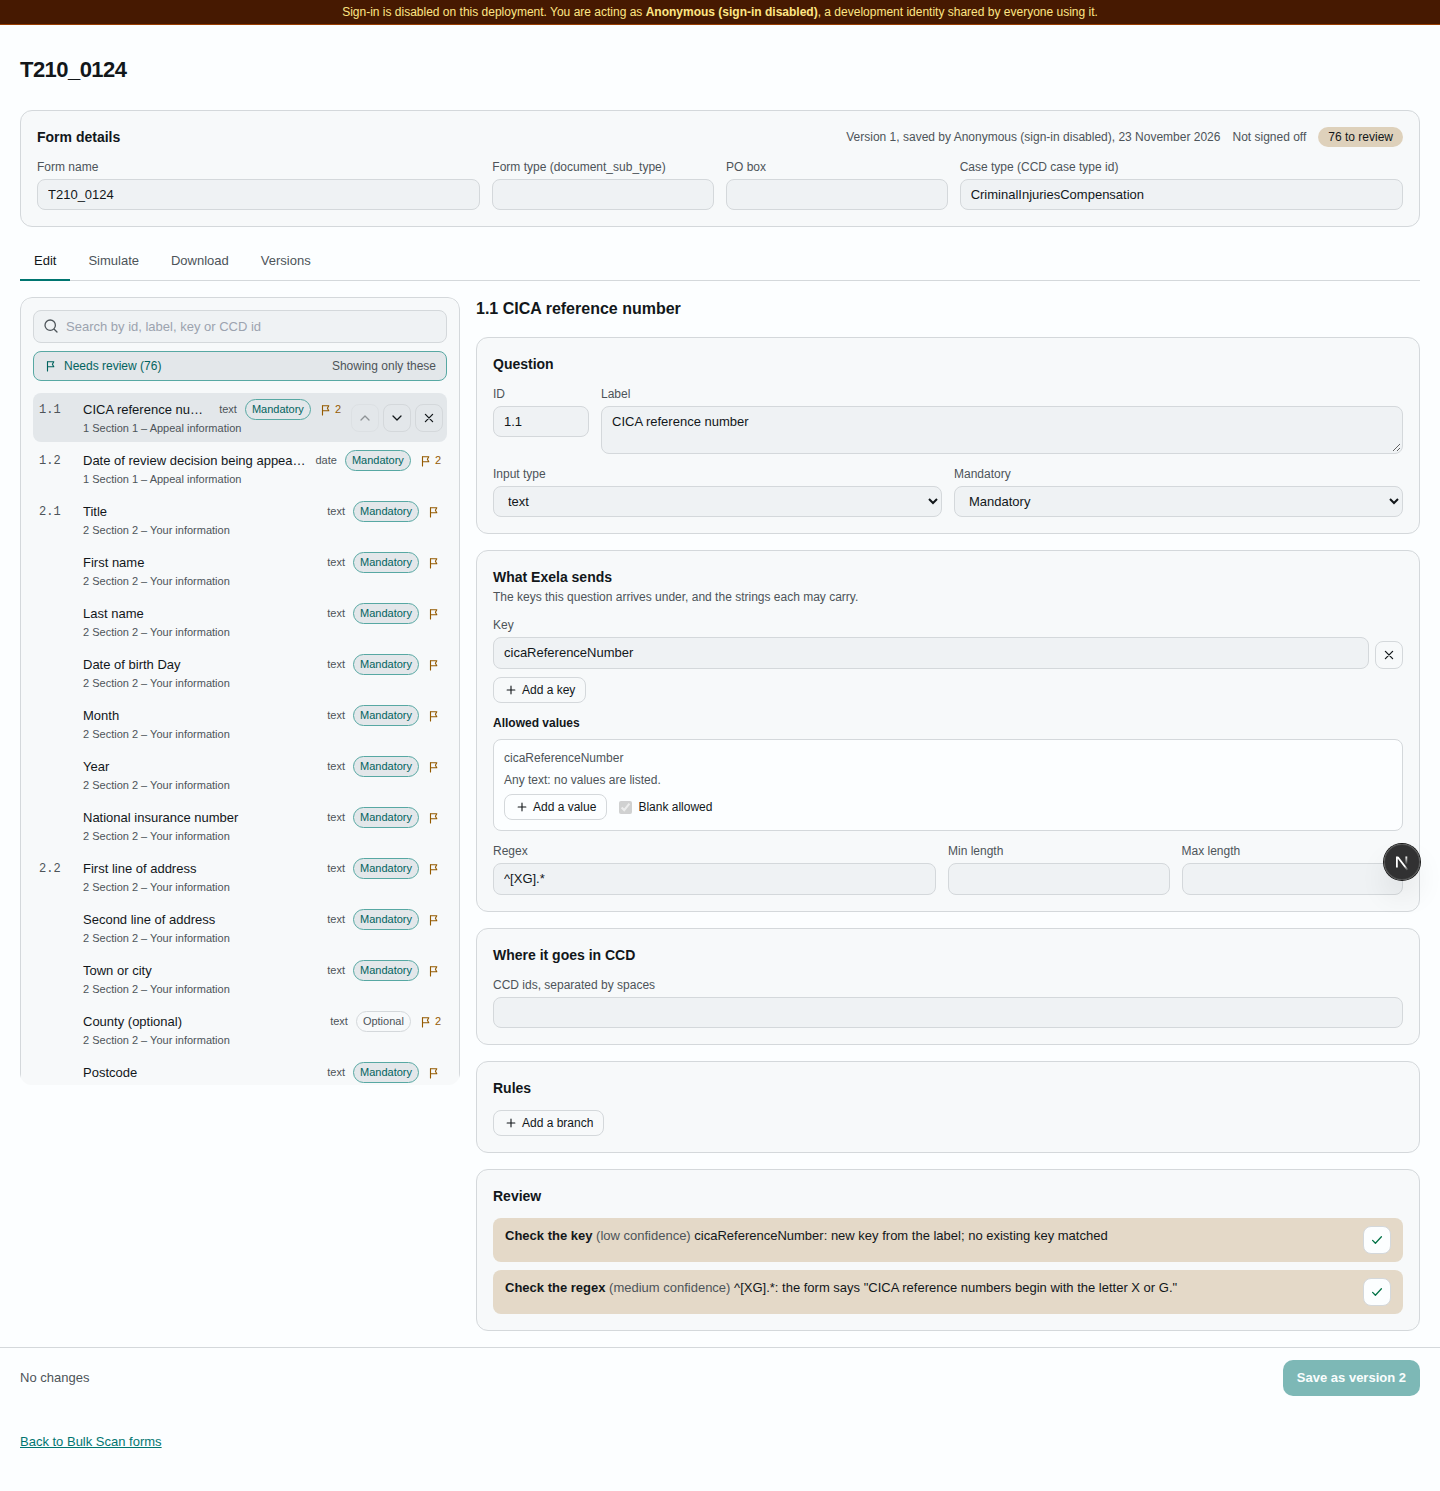 Sign-in is disabled on this deployment. You are acting as Anonymous (sign-in disabled), a development identity shared by everyone using it.
T210_0124
Form details
Version 1, saved by Anonymous (sign-in disabled), 23 November 2026 Not signed off 76 to review
Form name Form type (document_sub_type) PO box Case type (CCD case type id)
T210_0124 CriminalInjuriesCompensation
Edit Simulate Download Versions
Search by id, label, key or CCD id
Needs review (76) Showing only these
1.1 CICA reference nu… text Mandatory 2
1 Section 1 – Appeal information
1.2 Date of review decision being appea… date Mandatory 2
1 Section 1 – Appeal information
2.1 Title text Mandatory
2 Section 2 – Your information
First name text Mandatory
2 Section 2 – Your information
Last name text Mandatory
2 Section 2 – Your information
Date of birth Day text Mandatory
2 Section 2 – Your information
Month text Mandatory
2 Section 2 – Your information
Year text Mandatory
2 Section 2 – Your information
National insurance number text Mandatory
2 Section 2 – Your information
2.2 First line of address text Mandatory
2 Section 2 – Your information
Second line of address text Mandatory
2 Section 2 – Your information
Town or city text Mandatory
2 Section 2 – Your information
County (optional) text Optional 2
2 Section 2 – Your information
Postcode text Mandatory
1.1 CICA reference number
Question
ID Label
1.1 CICA reference number
Input type Mandatory
text Mandatory
What Exela sends
The keys this question arrives under, and the strings each may carry.
Key
cicaReferenceNumber
Add a key
Allowed values
cicaReferenceNumber
Any text: no values are listed.
Add a value Blank allowed
Regex Min length Max length
^[XG].*
N
Where it goes in CCD
CCD ids, separated by spaces
Rules
Add a branch
Review
Check the key (low confidence) cicaReferenceNumber: new key from the label; no existing key matched
Check the regex (medium confidence) ^[XG].*: the form says "CICA reference numbers begin with the letter X or G."
No changes Save as version 2
Back to Bulk Scan forms